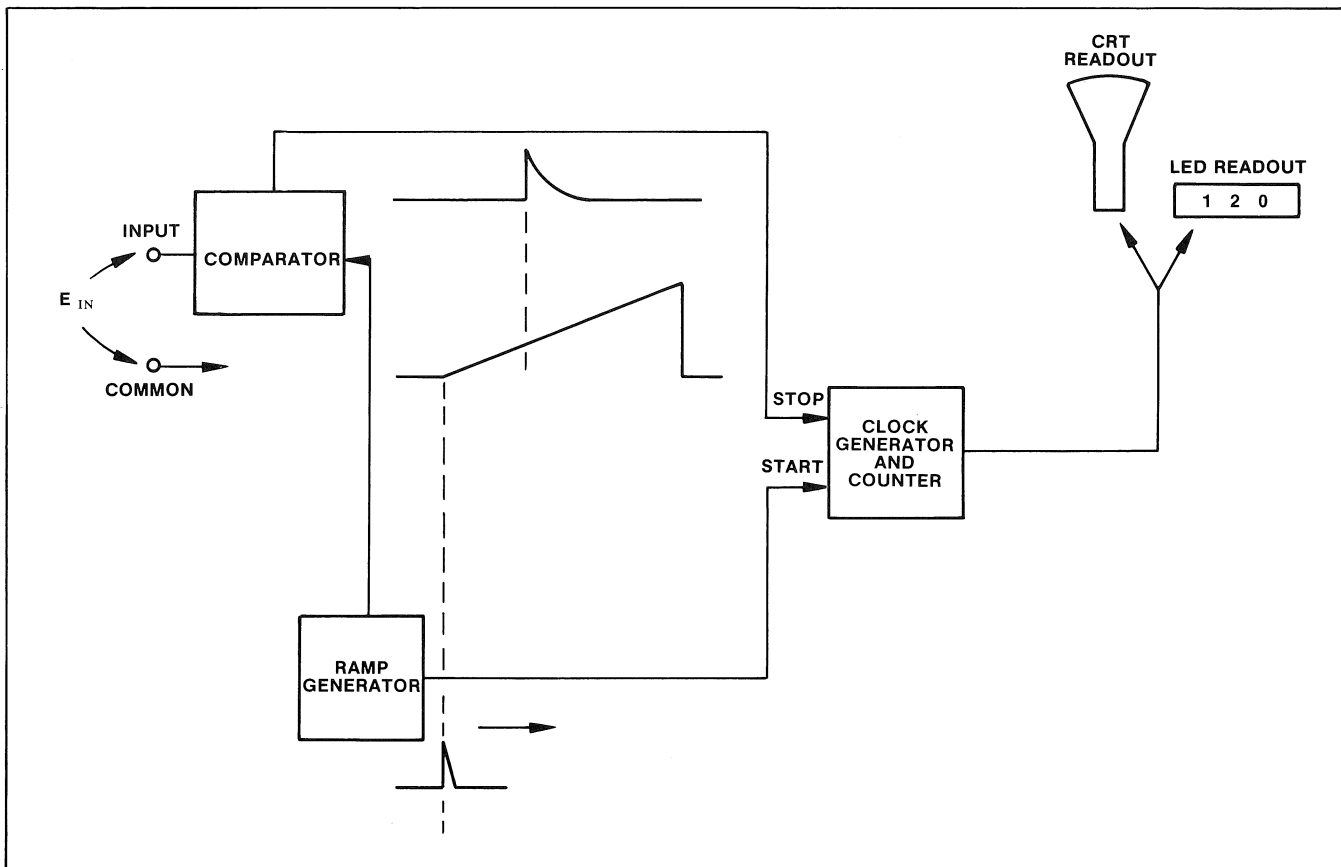 CRT
READOUT
LED READOUT
1 2 0
INPUT
COMPARATOR
E IN
COMMON
STOP
CLOCK
GENERATOR
AND
COUNTER
START
RAMP
GENERATOR